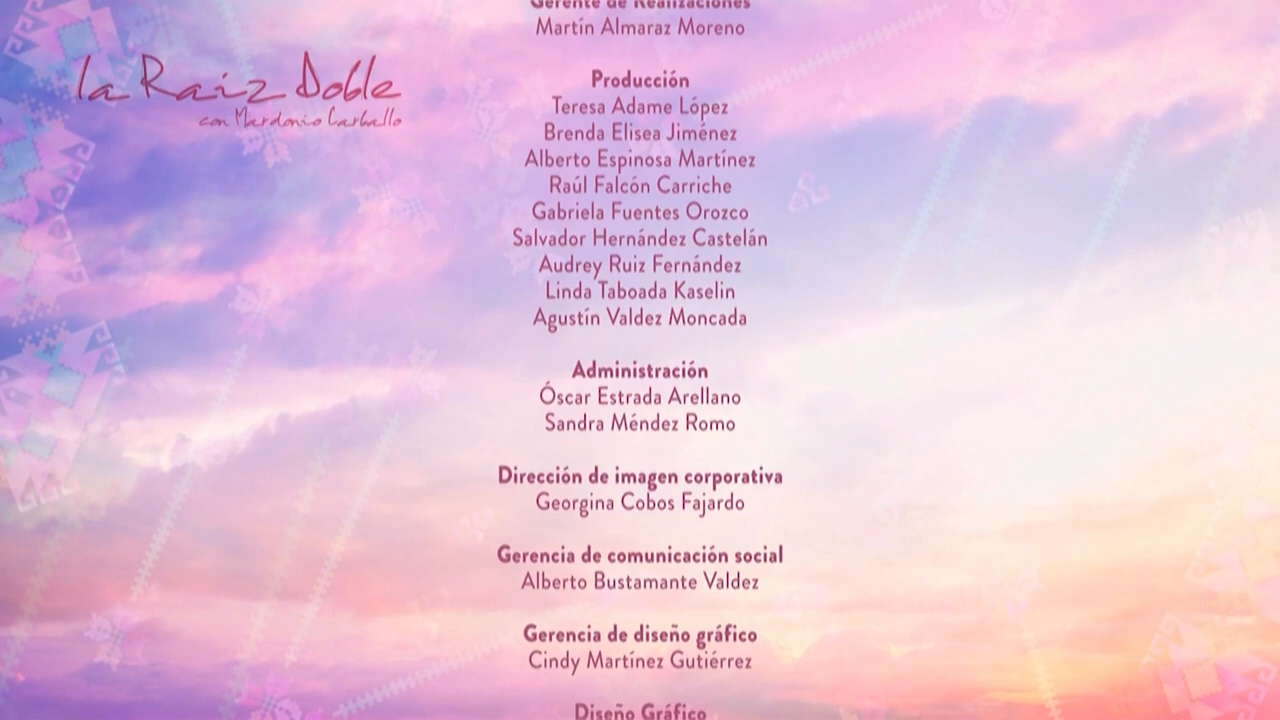 la Raíz Doble
con Mardonio Carballo
Gerente de Realizaciones
Martín Almaraz Moreno
Producción
Teresa Adame López
Brenda Elisea Jiménez
Alberto Espinosa Martínez
Raúl Falcón Carriche
Gabriela Fuentes Orozco
Salvador Hernández Castelán
Audrey Ruiz Fernández
Linda Taboada Kaselin
Agustín Valdez Moncada
Administración
Óscar Estrada Arellano
Sandra Méndez Romo
Dirección de imagen corporativa
Georgina Cobos Fajardo
Gerencia de comunicación social
Alberto Bustamante Valdez
Gerencia de diseño gráfico
Cindy Martínez Gutiérrez
Diseño Gráfico